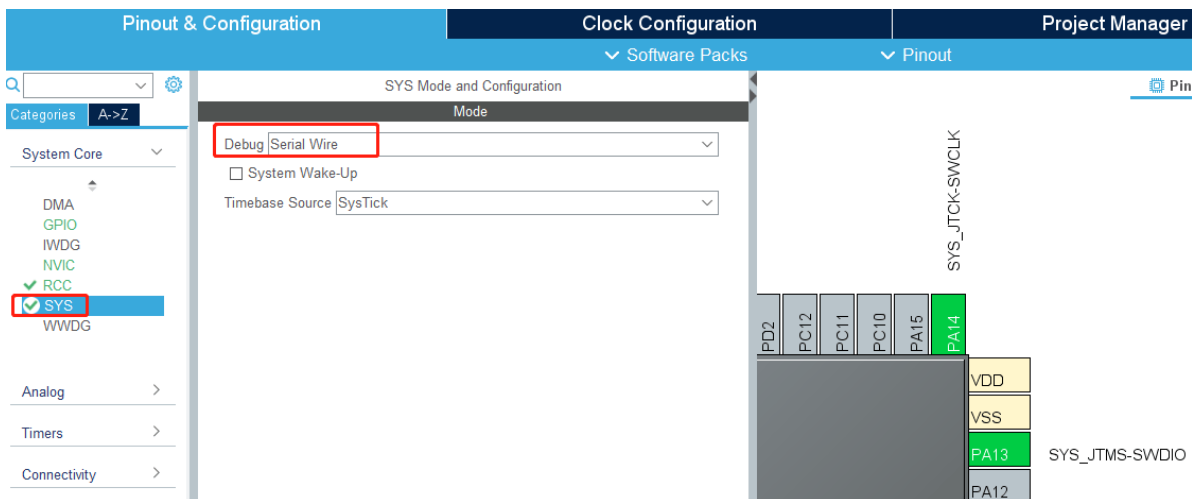 Pinout & Configuration
Clock Configuration
Project Manager
Software Packs
Pinout
Categories
A->Z
System Core
DMA
GPIO
IWDG
NVIC
RCC
SYS
WWDG
Analog
Timers
Connectivity
SYS Mode and Configuration
Mode
Debug Serial Wire
System Wake-Up
Timebase Source SysTick
Pin
SYS_JTCK-SWCLK
PD2
PC12
PC11
PC10
PA15
PA14
VDD
VSS
PA13 SYS_JTMS-SWDIO
PA12